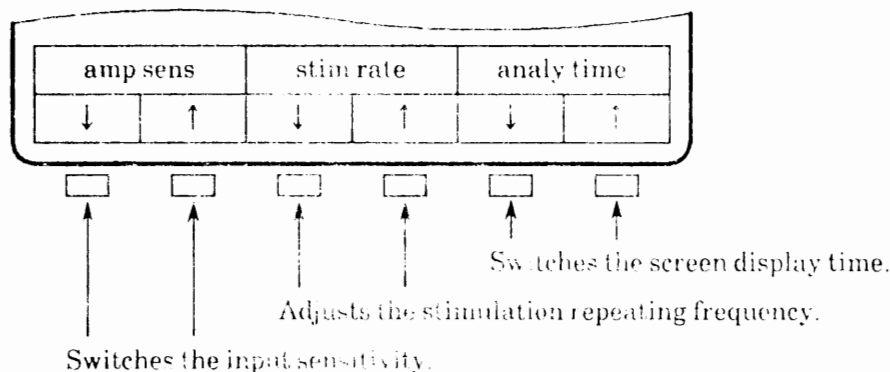 amp sens stim rate analy time
↓ ↑ ↓ ↑ ↓ ↑
Switches the screen display time.
Adjusts the stimulation repeating frequency.
Switches the input sensitivity.